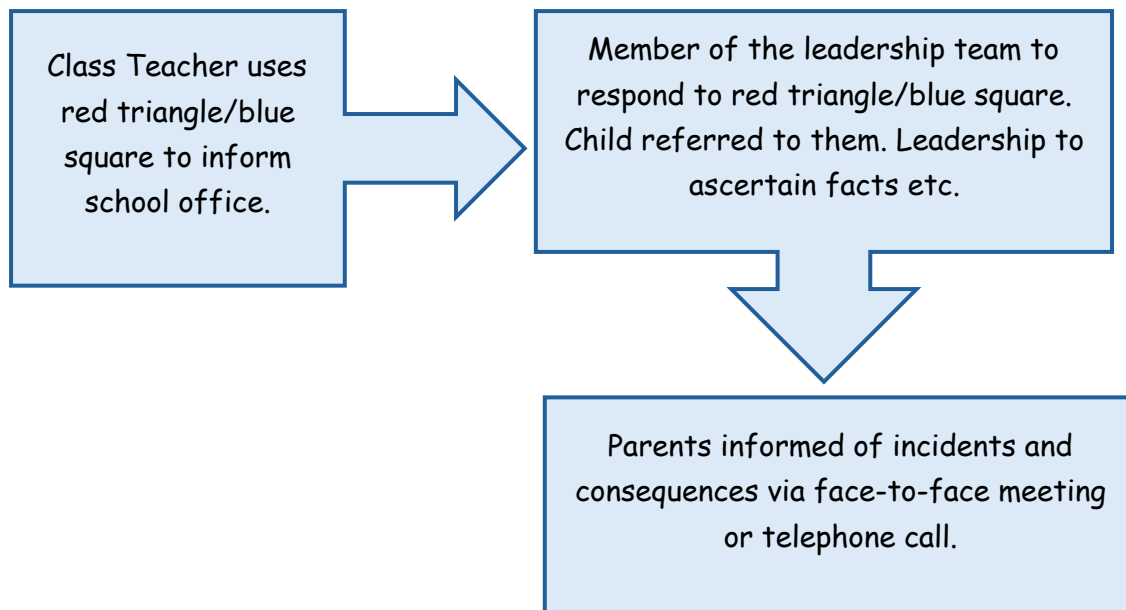 Class Teacher uses
red triangle/blue
square to inform
school office.
Member of the leadership team to
respond to red triangle/blue square.
Child referred to them. Leadership to
ascertain facts etc.
Parents informed of incidents and
consequences via face-to-face meeting
or telephone call.